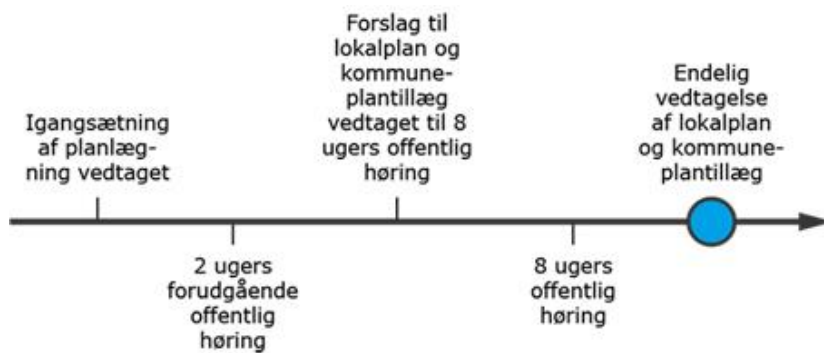 Igangsætning
af planlæg-
ning vedtaget
2 ugers
forudgående
offentlig
høring
Forslag til
lokalplan og
kommune-
plantillæg
vedtaget til 8
ugers offentlig
høring
8 ugers
offentlig
høring
Endelig
vedtagelse
af lokalplan
og kommune-
plantillæg